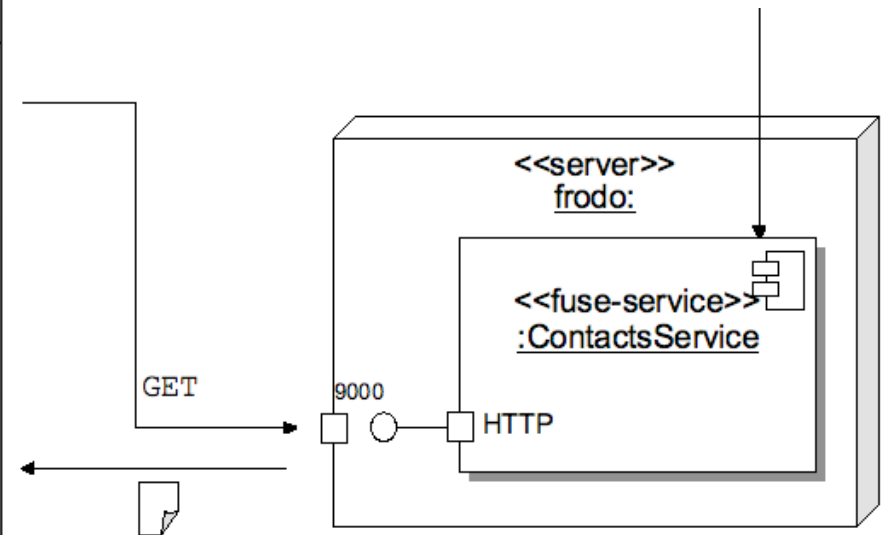 <<server>>
frodo:
<<fuse-service>>
:ContactsService
GET
9000
HTTP